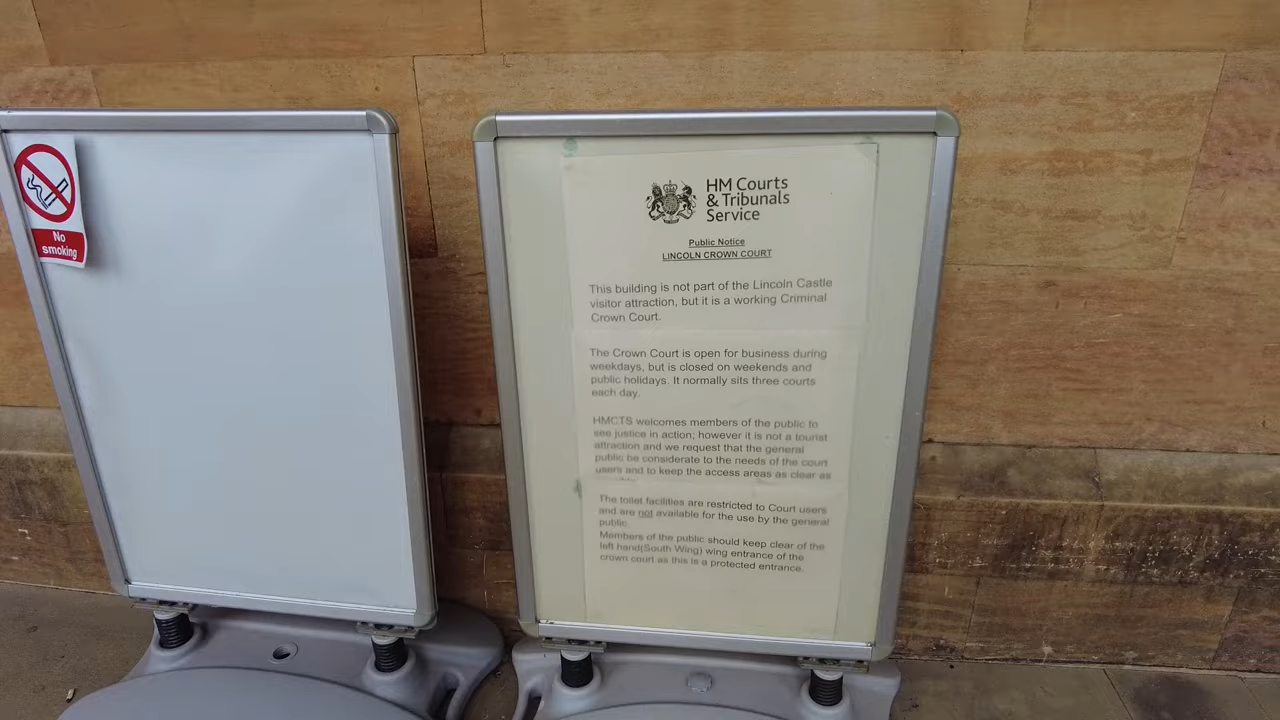 No
smoking
HM Courts
& Tribunals
Service
Public Notice
LINCOLN CROWN COURT
This building is not part of the Lincoln Castle
visitor attraction, but it is a working Criminal
Crown Court.
The Crown Court is open for business during
weekdays, but is closed on weekends and
public holidays. It normally sits three courts
each day.
HMCTS welcomes members of the public to
see justice in action; however it is not a tourist
attraction and we request that the general
public be considerate to the needs of the court
users and to keep the access areas as clear as
The toilet facilities are restricted to Court users
and are not available for the use by the general
public.
Members of the public should keep clear of the
left hand(South Wing) wing entrance of the
crown court as this is a protected entrance.